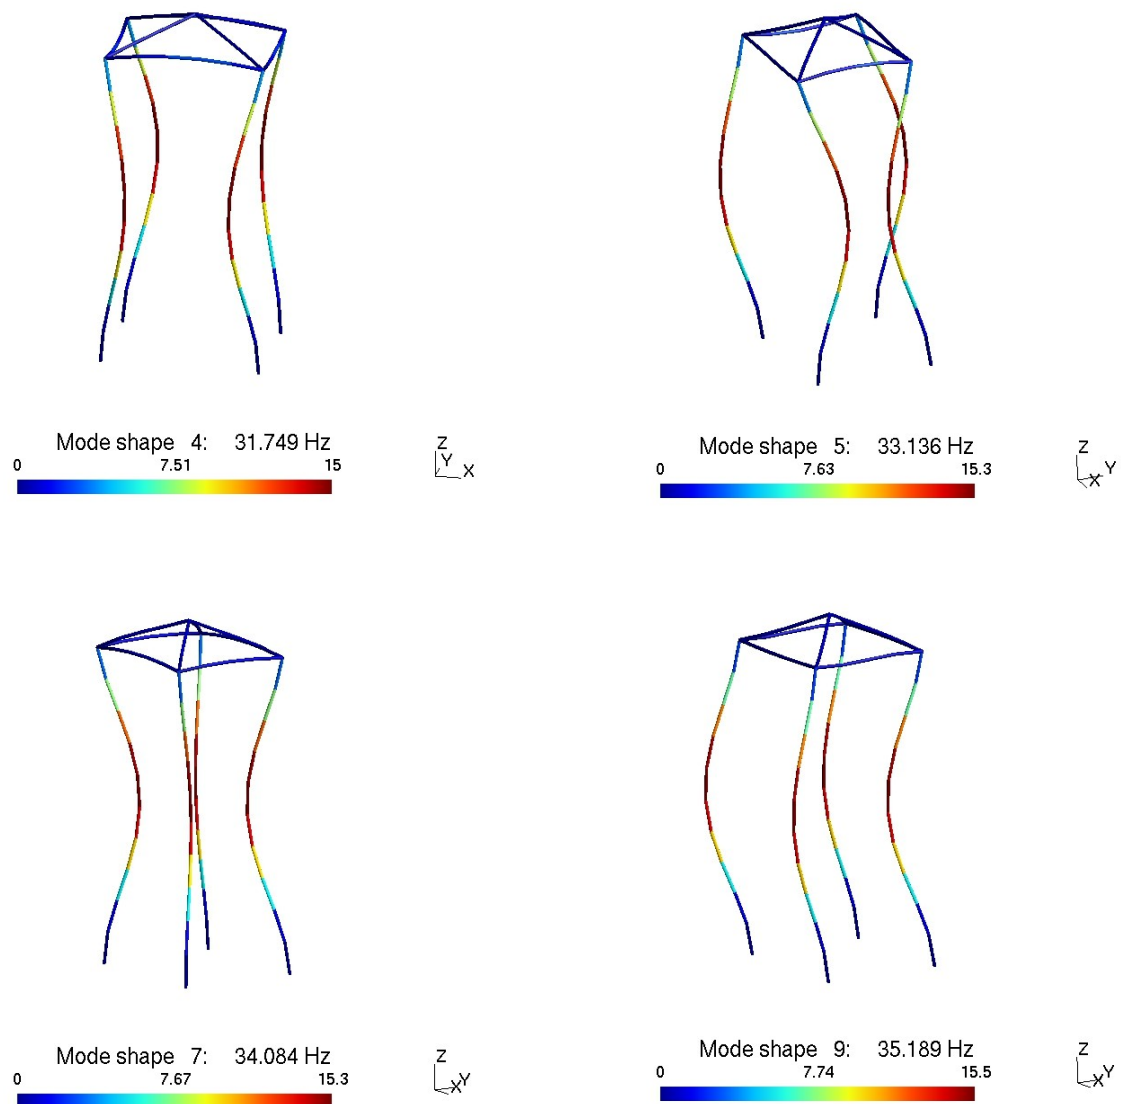 Mode shape 4: 31.749 Hz
0 7.51 15
Z
Y
X
Mode shape 5: 33.136 Hz
0 7.63 15.3
Z
Y
X
Mode shape 7: 34.084 Hz
0 7.67 15.3
Z
Y
X
Mode shape 9: 35.189 Hz
0 7.74 15.5
Z
Y
X